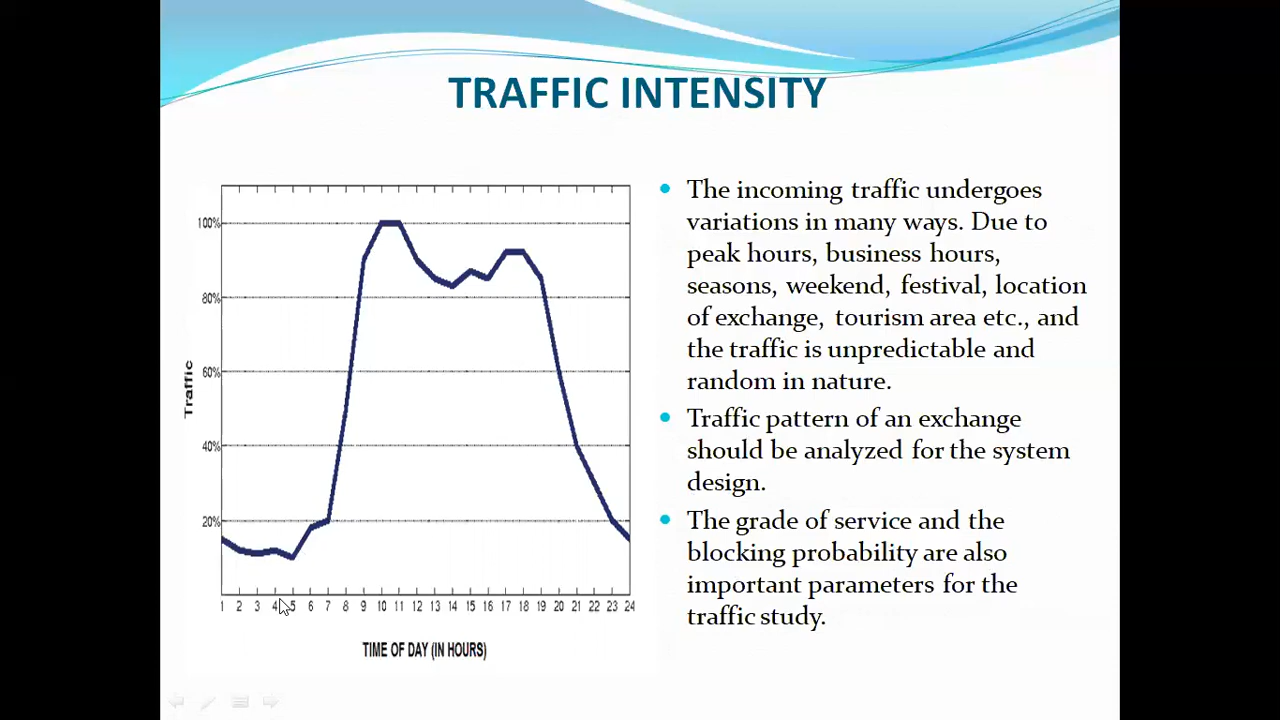 TRAFFIC INTENSITY
100%
80%
60%
40%
20%
Traffic
1 2 3 4 5 6 7 8 9 10 11 12 13 14 15 16 17 18 19 20 21 22 23 24
TIME OF DAY (IN HOURS)
The incoming traffic undergoes
variations in many ways. Due to
peak hours, business hours,
seasons, weekend, festival, location
of exchange, tourism area etc., and
the traffic is unpredictable and
random in nature.
Traffic pattern of an exchange
should be analyzed for the system
design.
The grade of service and the
blocking probability are also
important parameters for the
traffic study.